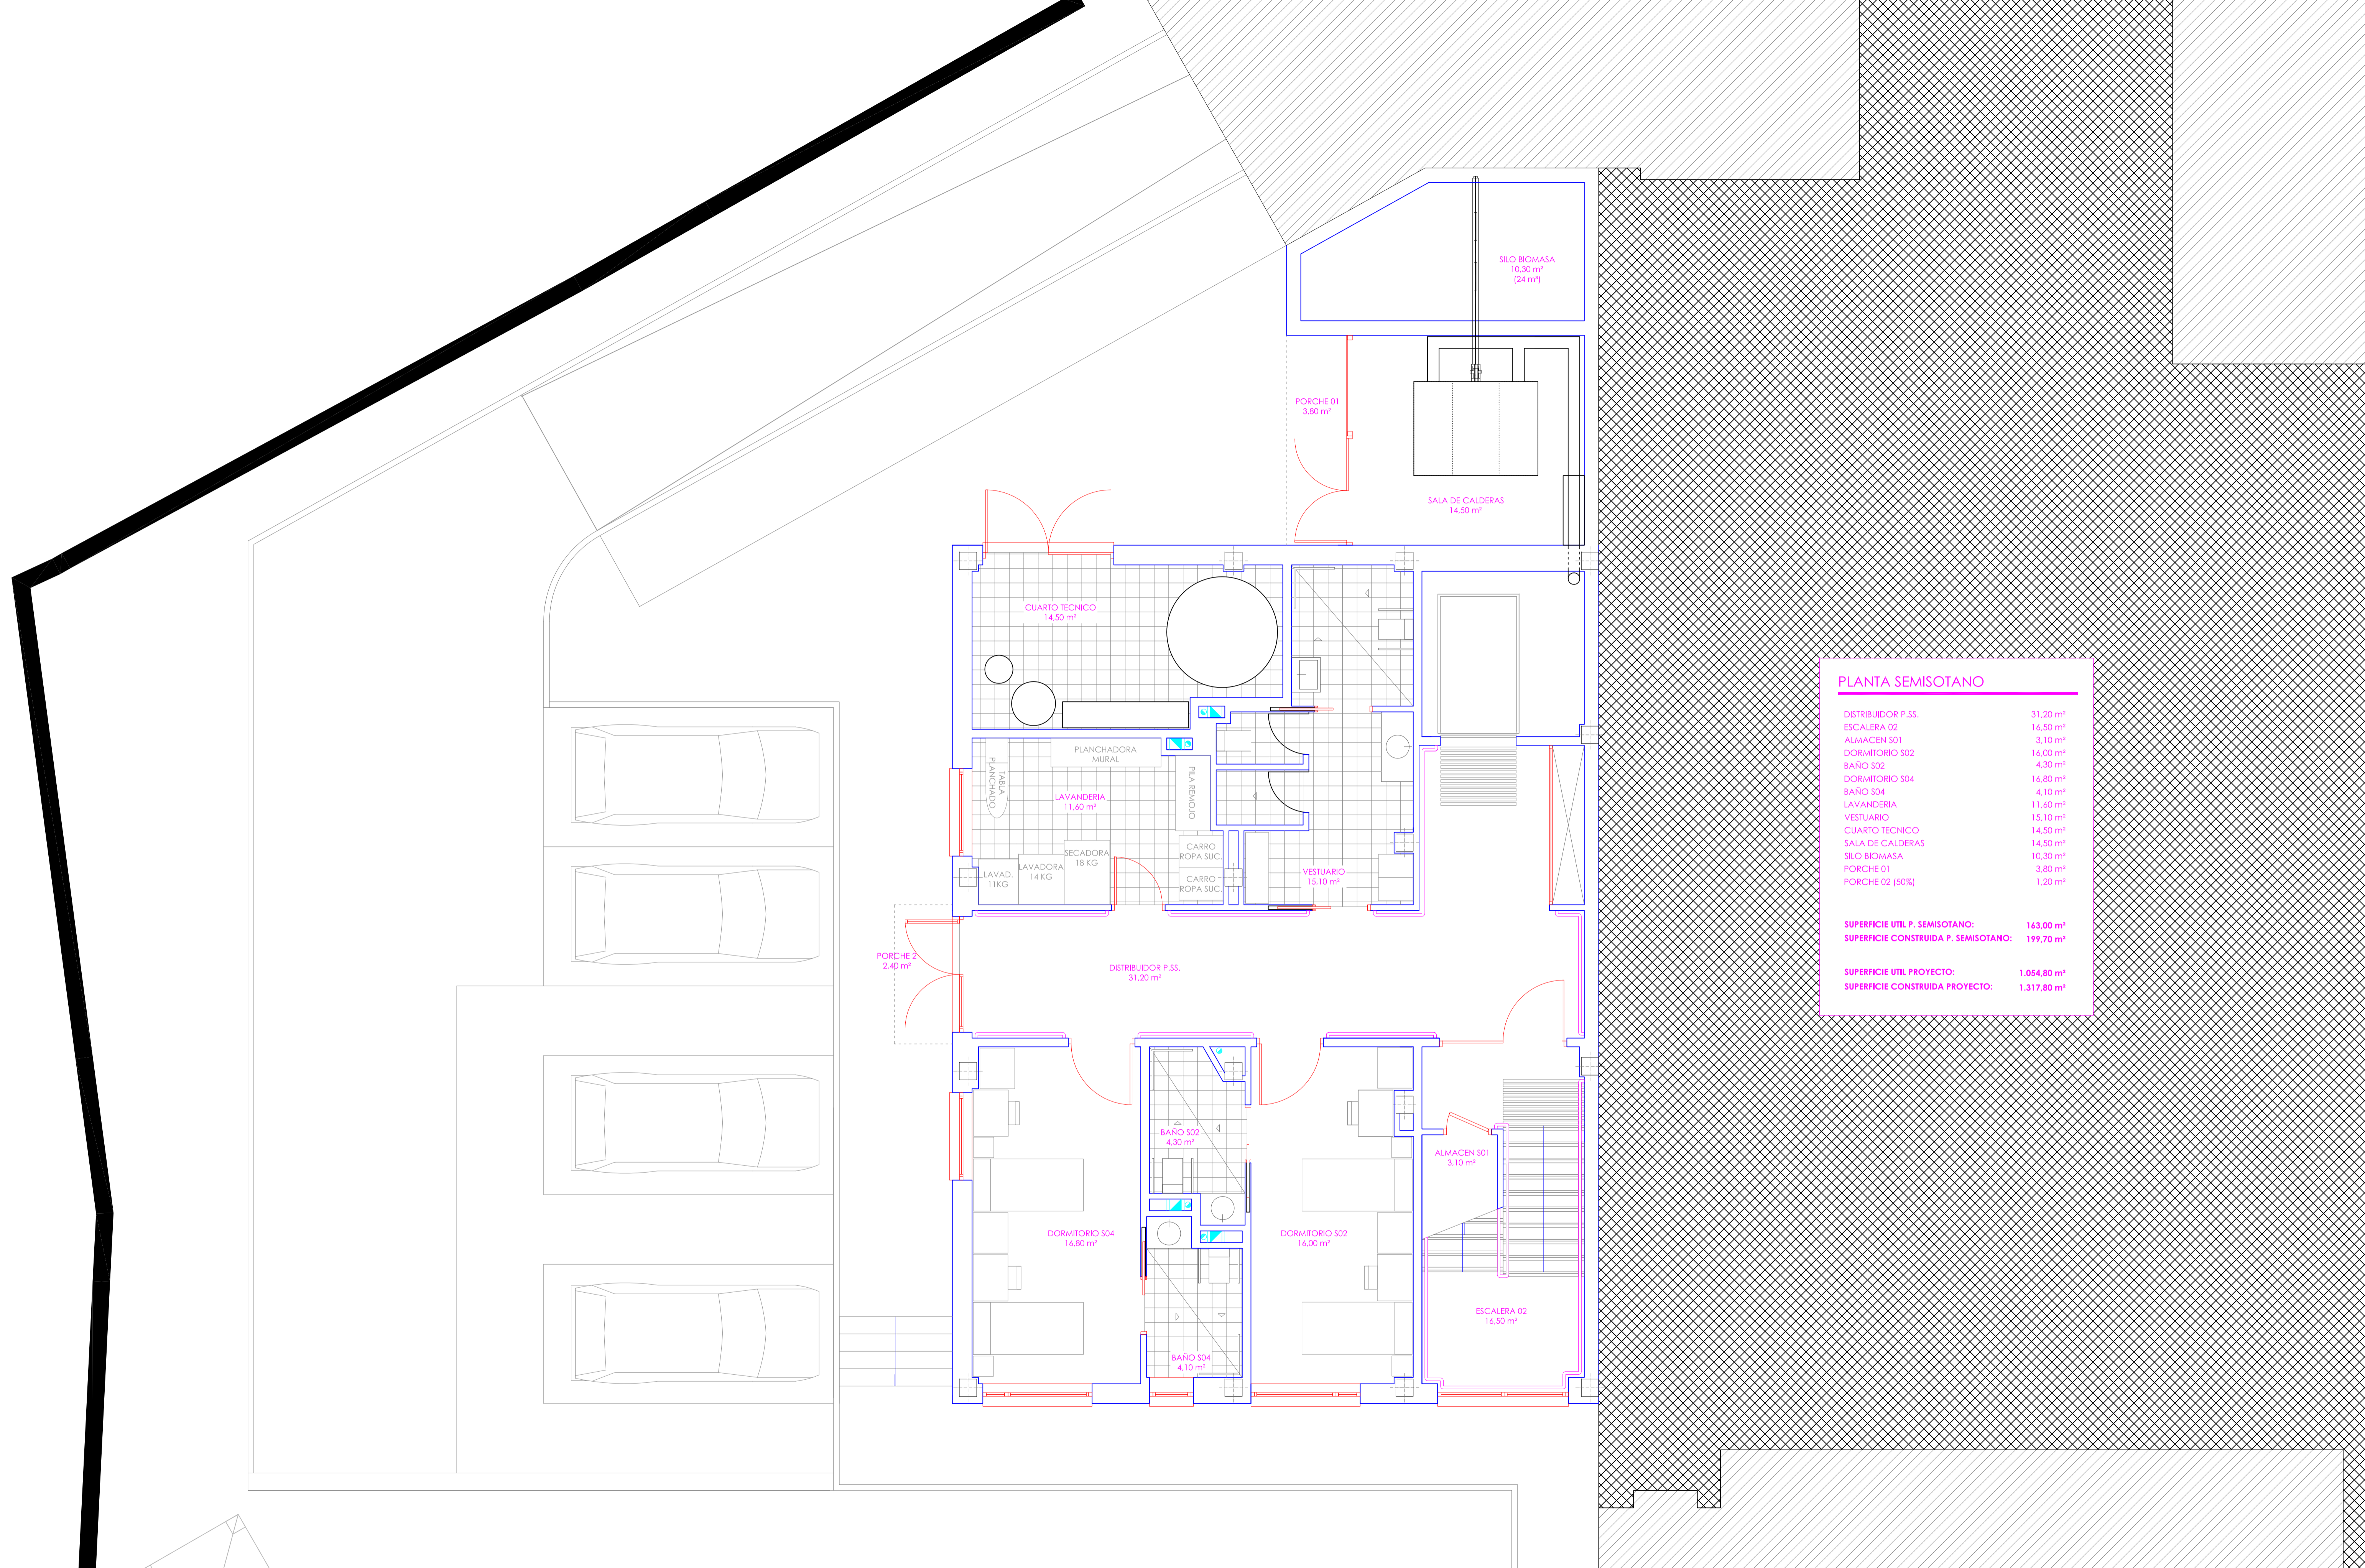 SILO BIOMASA
10,30 m²
(24 m³)
PORCHE 01
3,80 m²
SALA DE CALDERAS
14,50 m²
CUARTO TECNICO
14,50 m²
PLANCHADORA
MURAL
TABLA
PLANCHADO
PILA REMOJO
LAVANDERIA
11,60 m²
SECADORA
18 KG
LAVADORA
14 KG
LAVAD.
11KG
CARRO
ROPA SUC.
CARRO
ROPA SUC.
VESTUARIO
15,10 m²
PORCHE 2
2,40 m²
DISTRIBUIDOR P.SS.
31,20 m²
BAÑO S02
4,30 m²
ALMACEN S01
3,10 m²
DORMITORIO S04
16,80 m²
DORMITORIO S02
16,00 m²
ESCALERA 02
16,50 m²
BAÑO S04
4,10 m²
PLANTA SEMISOTANO
DISTRIBUIDOR P.SS. 31,20 m²
ESCALERA 02 16,50 m²
ALMACEN S01 3,10 m²
DORMITORIO S02 16,00 m²
BAÑO S02 4,30 m²
DORMITORIO S04 16,80 m²
BAÑO S04 4,10 m²
LAVANDERIA 11,60 m²
VESTUARIO 15,10 m²
CUARTO TECNICO 14,50 m²
SALA DE CALDERAS 14,50 m²
SILO BIOMASA 10,30 m²
PORCHE 01 3,80 m²
PORCHE 02 (50%) 1,20 m²
SUPERFICIE UTIL P. SEMISOTANO: 163,00 m²
SUPERFICIE CONSTRUIDA P. SEMISOTANO: 199,70 m²
SUPERFICIE UTIL PROYECTO: 1.054,80 m²
SUPERFICIE CONSTRUIDA PROYECTO: 1.317,80 m²